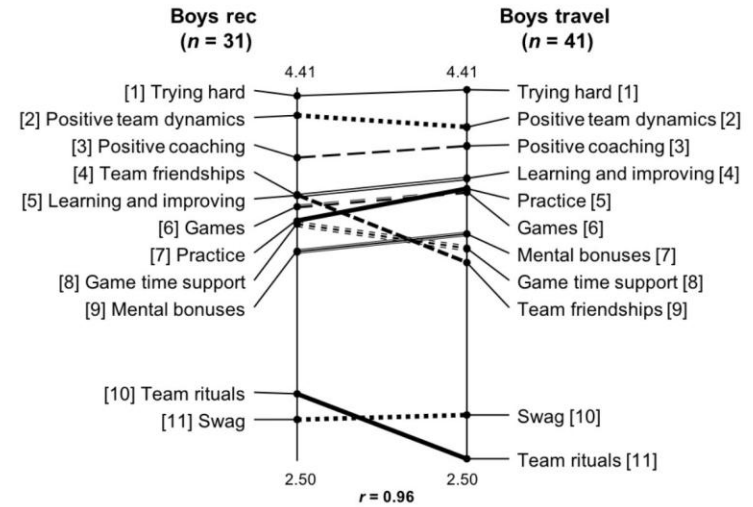 Boys rec
(n = 31)
Boys travel
(n = 41)
4.41
4.41
[1] Trying hard
[2] Positive team dynamics
[3] Positive coaching
[4] Team friendships
[5] Learning and improving
[6] Games
[7] Practice
[8] Game time support
[9] Mental bonuses
[10] Team rituals
[11] Swag
Trying hard [1]
Positive team dynamics [2]
Positive coaching [3]
Learning and improving [4]
Practice [5]
Games [6]
Mental bonuses [7]
Game time support [8]
Team friendships [9]
Swag [10]
Team rituals [11]
2.50
2.50
r = 0.96